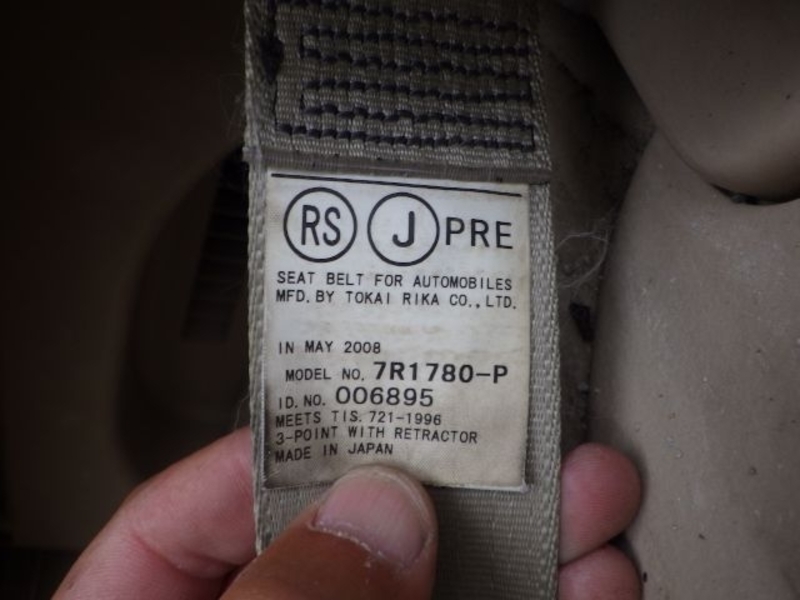 RS J PRE
SEAT BELT FOR AUTOMOBILES
MFD. BY TOKAI RIKA CO., LTD.
IN MAY 2008
MODEL NO. 7R1780-P
ID. NO. 006895
MEETS TIS. 721-1996
3-POINT WITH RETRACTOR
MADE IN JAPAN